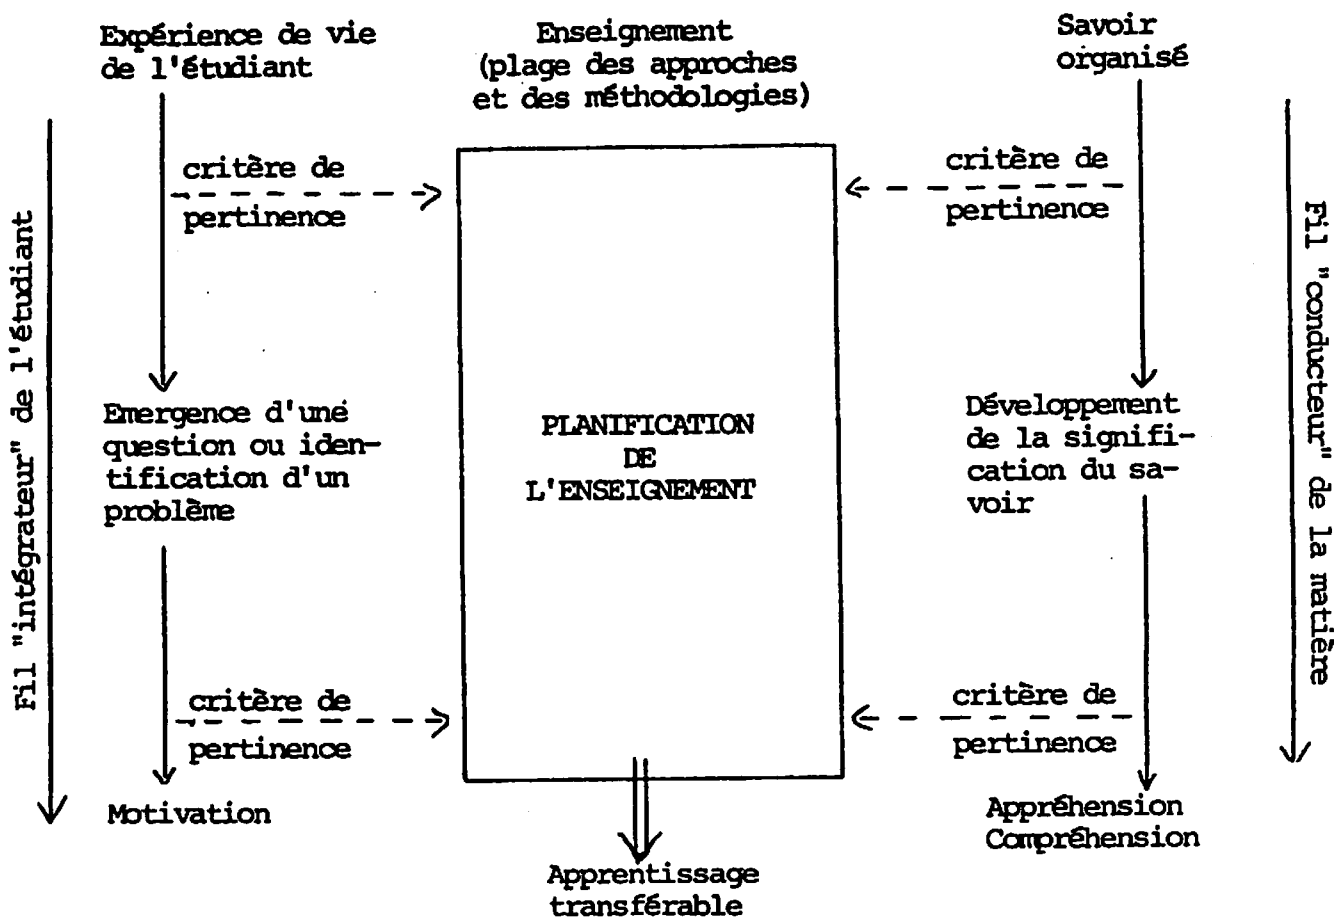 Expérience de vie
de l'étudiant
Enseignement
(plage des approches
et des méthodologies)
Savoir
organisé
critère de
pertinence
critère de
pertinence
Fil "intégrateur" de l'étudiant
Fil "conducteur" de la matière
Emergence d'une
question ou iden-
tification d'un
problème
PLANIFICATION
DE
L'ENSEIGNEMENT
Développement
de la signifi-
cation du sa-
voir
critère de
pertinence
critère de
pertinence
Motivation
Appréhension
Compréhension
Apprentissage
transférable